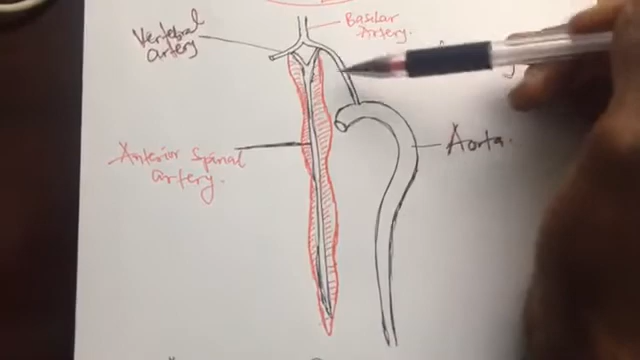 Basilar
Artery.
Vertebral
artery
Aorta.
Anterior Spinal
artery.